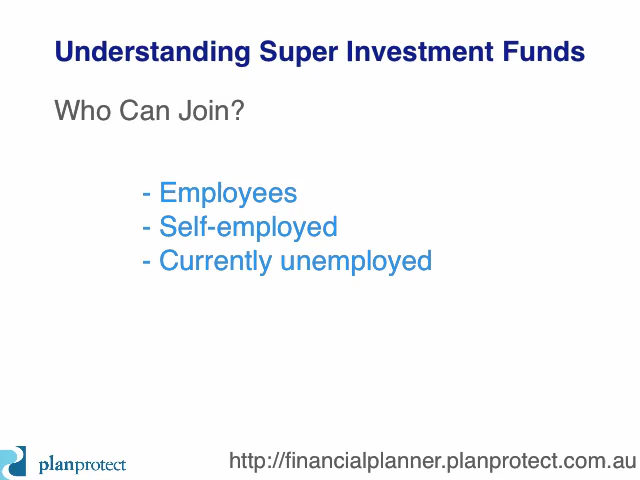 Understanding Super Investment Funds
Who Can Join?
- Employees
- Self-employed
- Currently unemployed
planprotect
http://financialplanner.planprotect.com.au